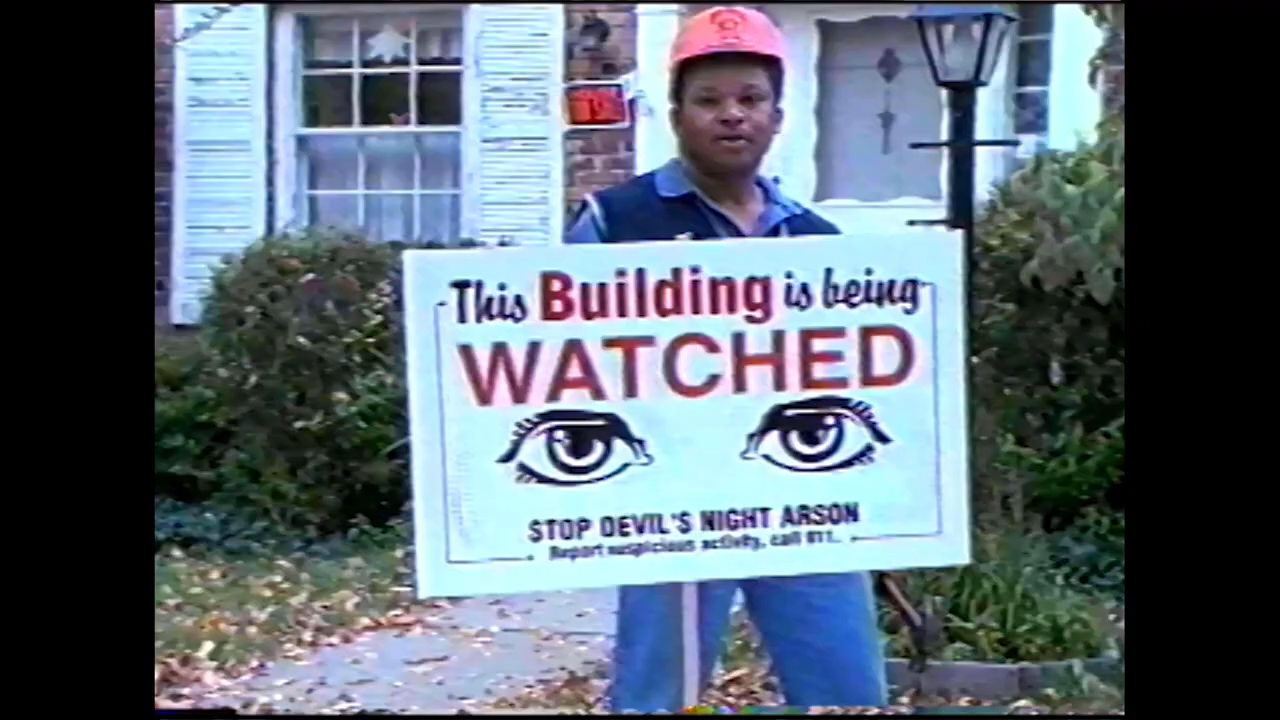 This Building is being
WATCHED
STOP DEVIL'S NIGHT ARSON
Report suspicious activity, call 911.